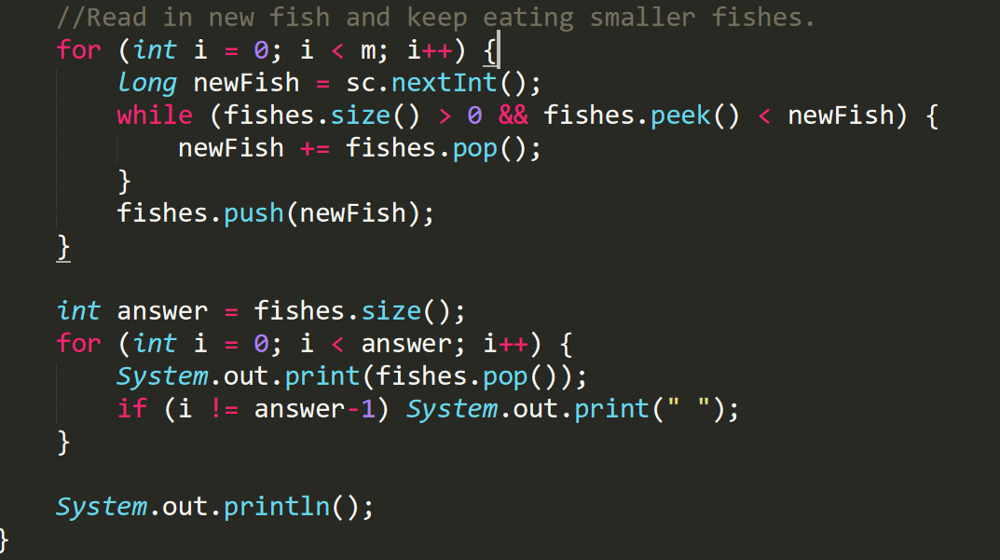 //Read in new fish and keep eating smaller fishes.
for (int i = 0; i < m; i++) {
    long newFish = sc.nextInt();
    while (fishes.size() > 0 && fishes.peek() < newFish) {
        newFish += fishes.pop();
    }
    fishes.push(newFish);
}

int answer = fishes.size();
for (int i = 0; i < answer; i++) {
    System.out.print(fishes.pop());
    if (i != answer-1) System.out.print(" ");
}

System.out.println();
}